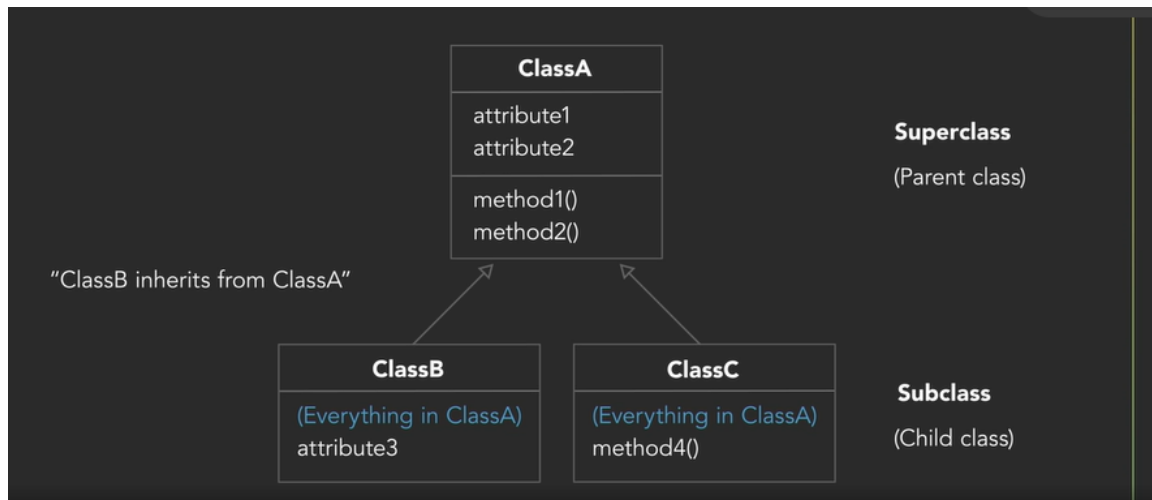 ClassA
attribute1
attribute2
method1()
method2()
Superclass
(Parent class)
“ClassB inherits from ClassA”
ClassB
(Everything in ClassA)
attribute3
ClassC
(Everything in ClassA)
method4()
Subclass
(Child class)